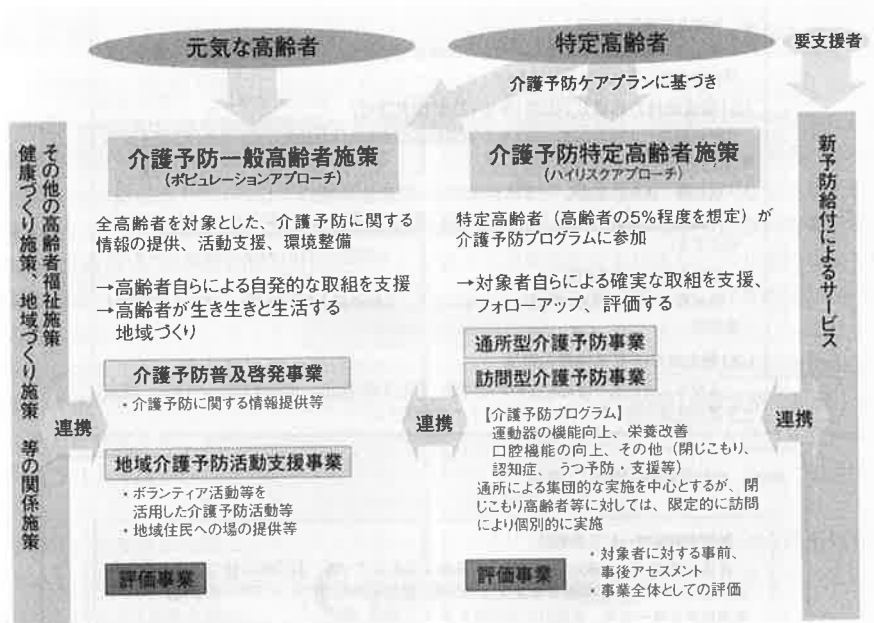 元気な高齢者
特定高齢者
要支援者
介護予防ケアプランに基づき
その他の高齢者福祉施策
健康づくり施策、地域づくり施策 等の関係施策
連携
介護予防一般高齢者施策
(ポピュレーションアプローチ)
全高齢者を対象とした、介護予防に関する
情報の提供、活動支援、環境整備
→高齢者自らによる自発的な取組を支援
→高齢者が生き生きと生活する
地域づくり
介護予防普及啓発事業
・介護予防に関する情報提供等
地域介護予防活動支援事業
・ボランティア活動等を
活用した介護予防活動等
・地域住民への場の提供等
評価事業
連携
介護予防特定高齢者施策
(ハイリスクアプローチ)
特定高齢者（高齢者の5%程度を想定）が
介護予防プログラムに参加
→対象者自らによる確実な取組を支援、
フォローアップ、評価する
通所型介護予防事業
訪問型介護予防事業
【介護予防プログラム】
運動器の機能向上、栄養改善
口腔機能の向上、その他（閉じこもり、
認知症、うつ予防・支援等）
通所による集団的な実施を中心とするが、閉
じこもり高齢者等に対しては、限定的に訪問
により個別的に実施
評価事業
・対象者に対する事前、
事後アセスメント
・事業全体としての評価
連携
新予防給付によるサービス